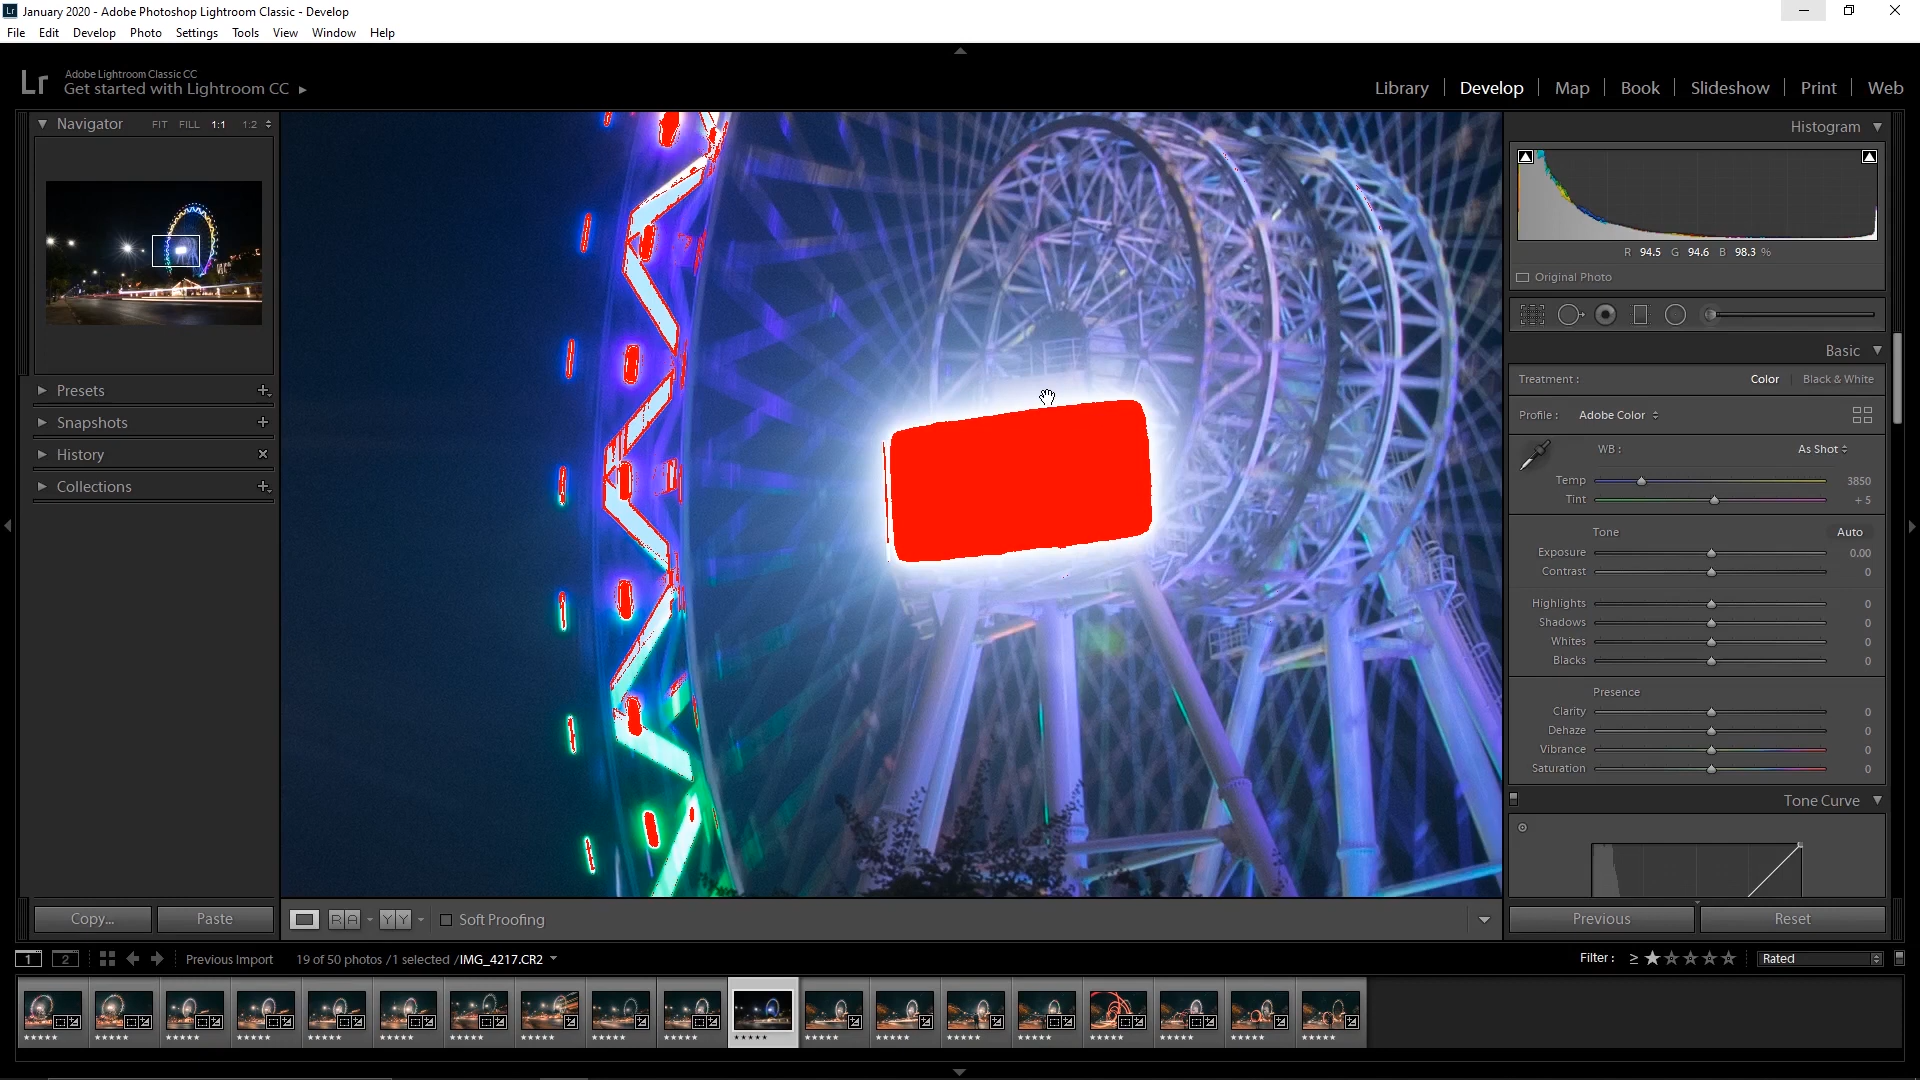 Lr January 2020 - Adobe Photoshop Lightroom Classic - Develop
File Edit Develop Photo Settings Tools View Window Help
Lr Adobe Lightroom Classic CC
Get started with Lightroom CC
Library Develop Map Book Slideshow Print Web
Navigator FIT FILL 1:1 1:2
Presets
Snapshots
History
Collections
Copy... Paste
Histogram
R 94.5 G 94.6 B 98.3 %
Original Photo
Basic
Treatment : Color Black & White
Profile : Adobe Color
WB : As Shot
Temp 3850
Tint + 5
Tone Auto
Exposure 0.00
Contrast 0
Highlights 0
Shadows 0
Whites 0
Blacks 0
Presence
Clarity 0
Dehaze 0
Vibrance 0
Saturation 0
Tone Curve
Previous Reset
R A Y Y Soft Proofing
1 2 Previous Import 19 of 50 photos / 1 selected / IMG_4217.CR2
Filter : ≥ Rated